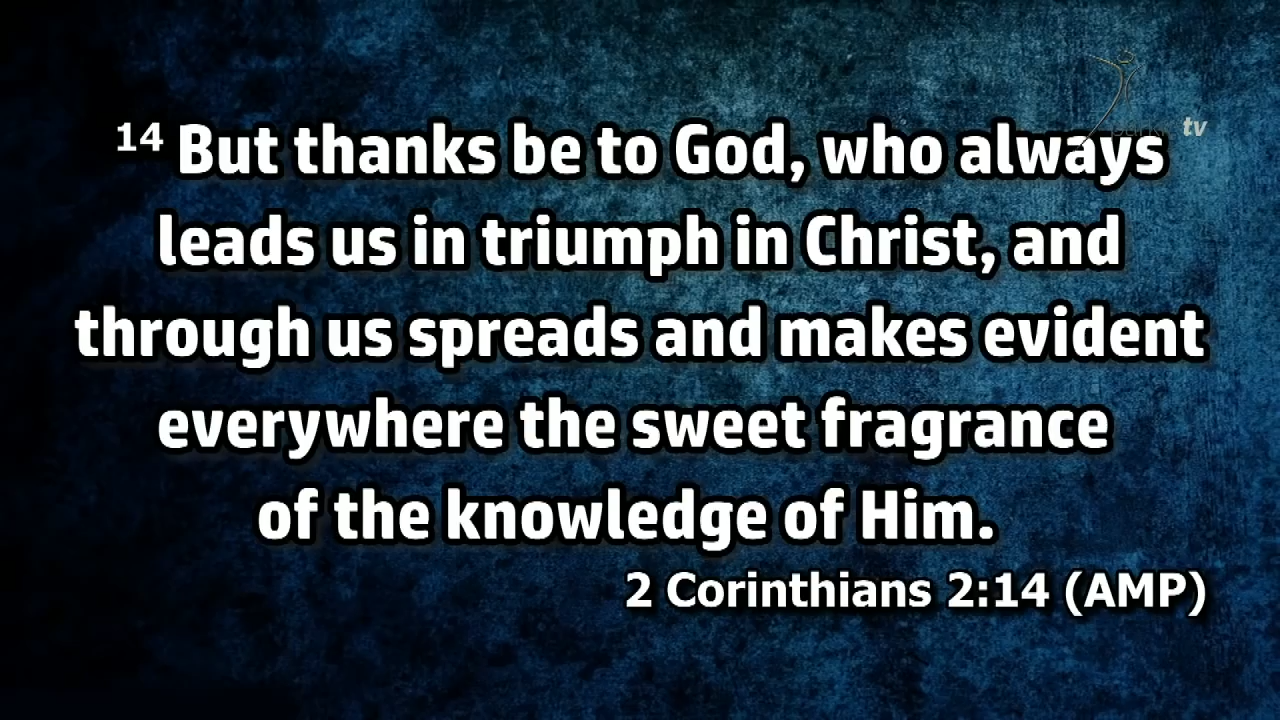 tv
14 But thanks be to God, who always
leads us in triumph in Christ, and
through us spreads and makes evident
everywhere the sweet fragrance
of the knowledge of Him.
2 Corinthians 2:14 (AMP)